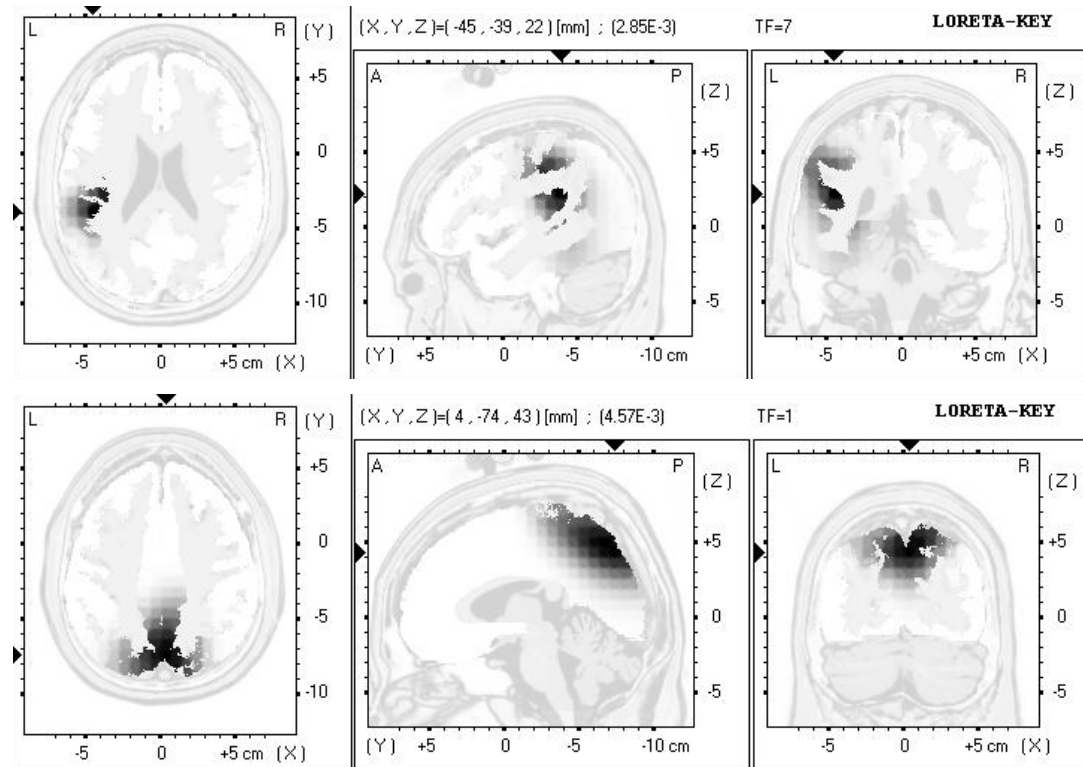 (X,Y,Z)=(-45,-39,22)[mm] ; (2.85E-3) TF=7 LORETA-KEY
L R (Y) A P (Z) L R (Z)
+5 +5 +5
0 0 0
-5 -5 -5
-10
-5 0 +5 cm (X) (Y) +5 0 -5 -10 cm -5 0 +5 cm (X)
(X,Y,Z)=(4,-74,43)[mm] ; (4.57E-3) TF=1 LORETA-KEY
L R (Y) A P (Z) L R (Z)
+5 +5 +5
0 0 0
-5 -5 -5
-10
-5 0 +5 cm (X) (Y) +5 0 -5 -10 cm -5 0 +5 cm (X)